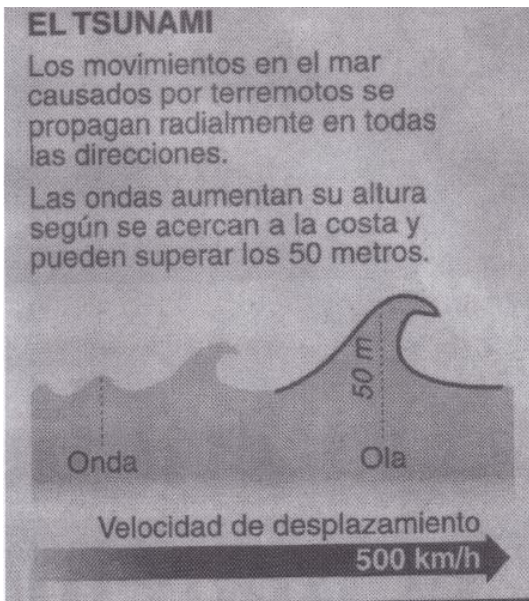 EL TSUNAMI
Los movimientos en el mar
causados por terremotos se
propagan radialmente en todas
las direcciones.
Las ondas aumentan su altura
según se acercan a la costa y
pueden superar los 50 metros.
50 m
Onda
Ola
Velocidad de desplazamiento
500 km/h